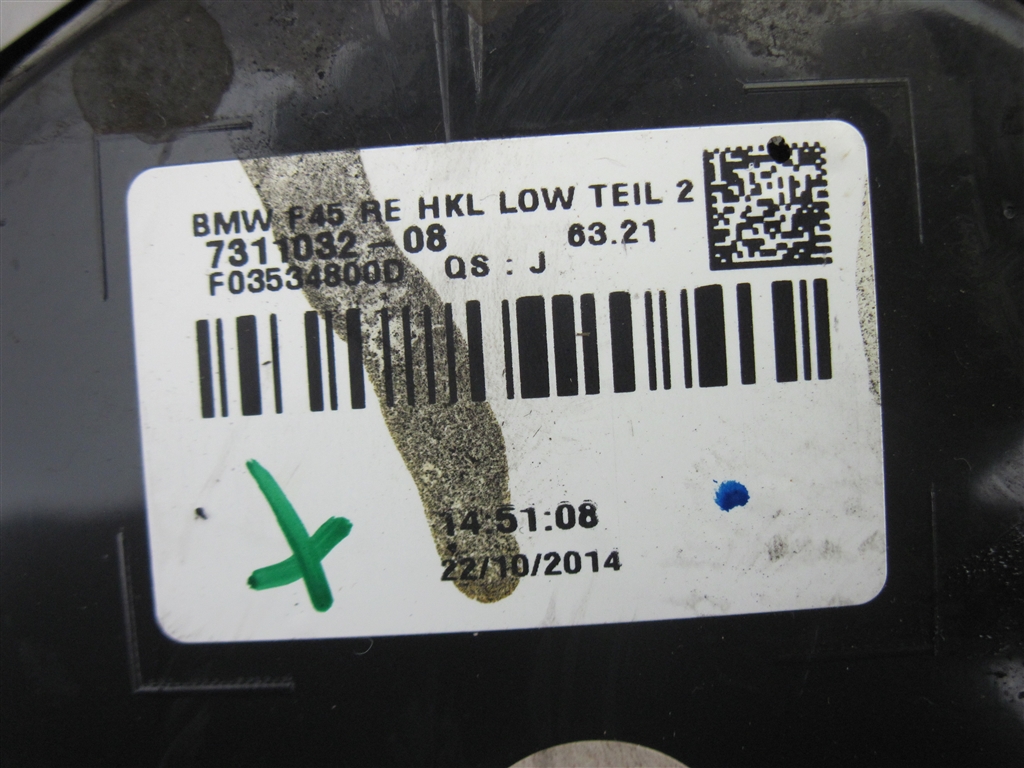 BMW F45 RE HKL LOW TEIL 2
7311032-08 63.21
F03534800D QS : J
14:51:08
22/10/2014